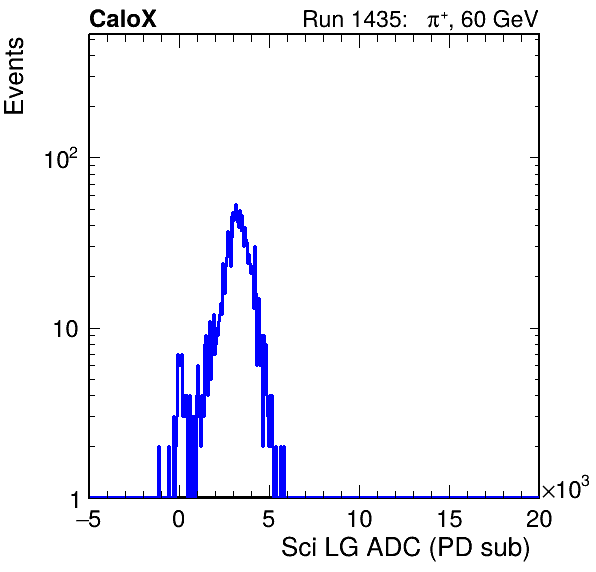 CaloX Run 1435: π⁺, 60 GeV
Events
10²
10
1
−5 0 5 10 15 20 ×10³
Sci LG ADC (PD sub)